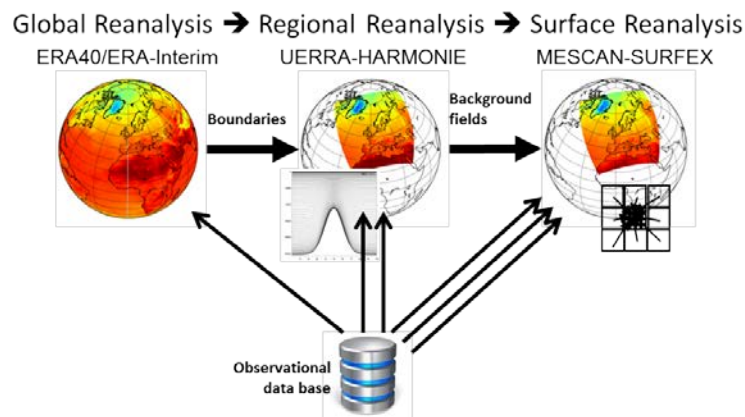 Global Reanalysis → Regional Reanalysis → Surface Reanalysis
ERA40/ERA-Interim UERRA-HARMONIE MESCAN-SURFEX
Boundaries
Background
fields
Observational
data base